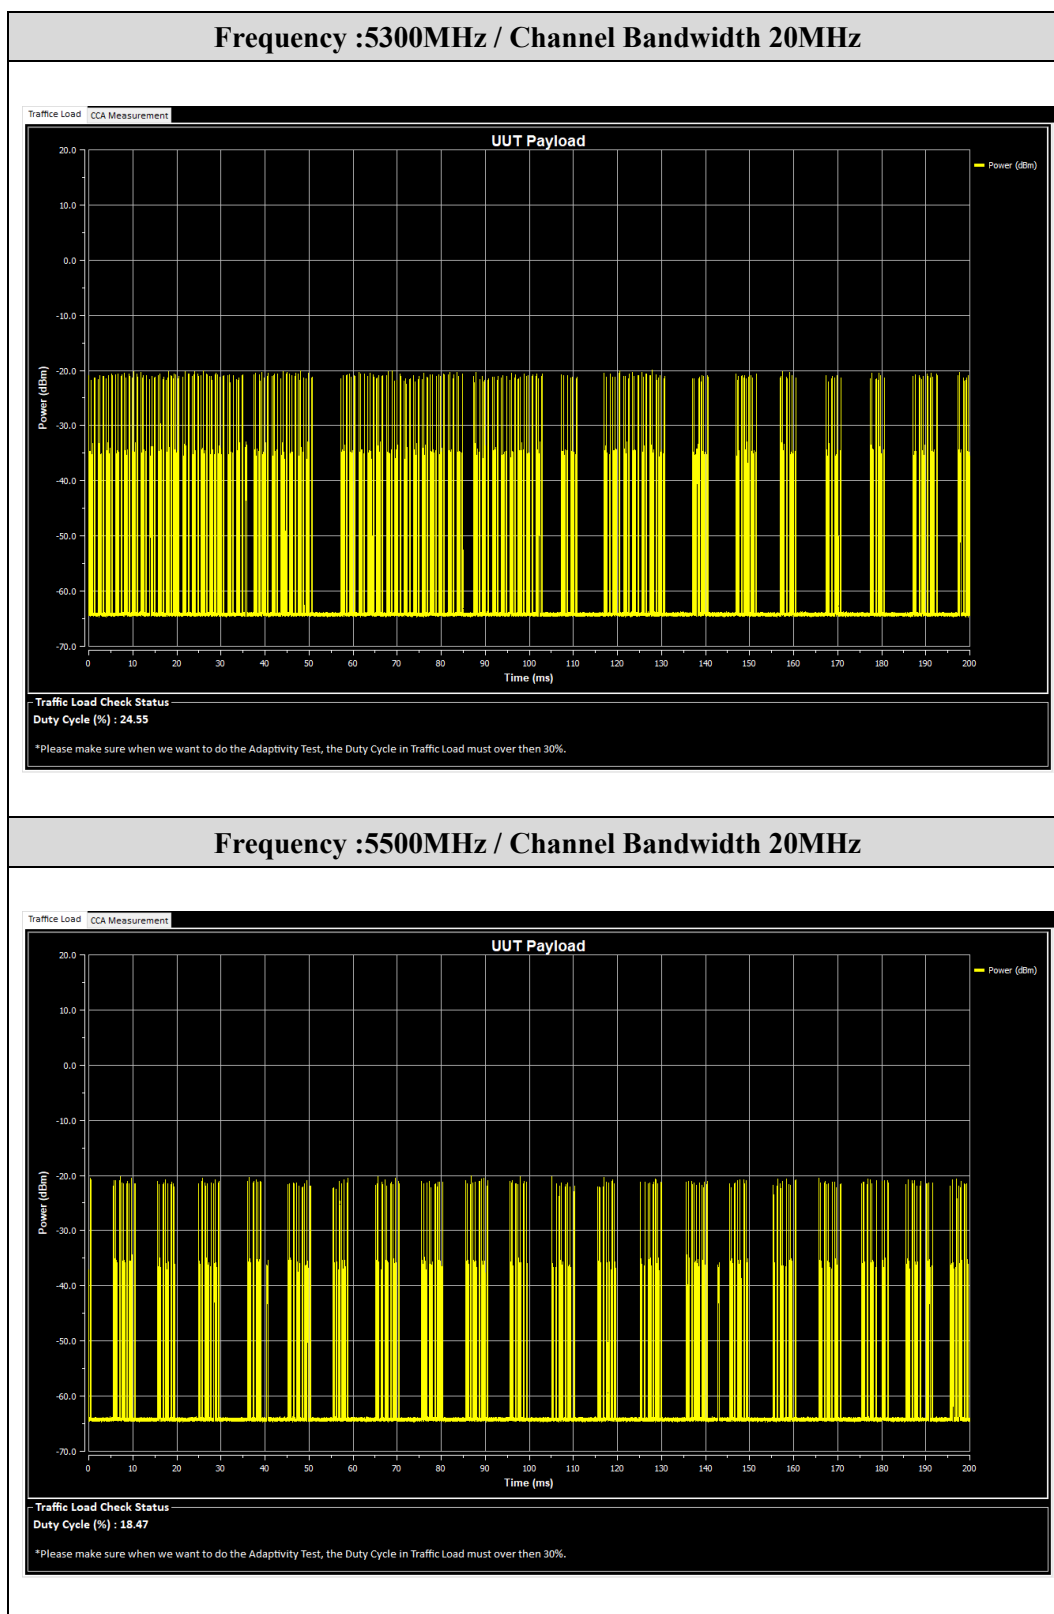 Frequency :5300MHz / Channel Bandwidth 20MHz
Traffice Load CCA Measurement
UUT Payload
Power (dBm)
20.0
10.0
0.0
-10.0
-20.0
-30.0
-40.0
-50.0
-60.0
-70.0
Power (dBm)
0 10 20 30 40 50 60 70 80 90 100 110 120 130 140 150 160 170 180 190 200
Time (ms)
Traffic Load Check Status
Duty Cycle (%) : 24.55
*Please make sure when we want to do the Adaptivity Test, the Duty Cycle in Traffic Load must over then 30%.
Frequency :5500MHz / Channel Bandwidth 20MHz
Traffice Load CCA Measurement
UUT Payload
Power (dBm)
20.0
10.0
0.0
-10.0
-20.0
-30.0
-40.0
-50.0
-60.0
-70.0
Power (dBm)
0 10 20 30 40 50 60 70 80 90 100 110 120 130 140 150 160 170 180 190 200
Time (ms)
Traffic Load Check Status
Duty Cycle (%) : 18.47
*Please make sure when we want to do the Adaptivity Test, the Duty Cycle in Traffic Load must over then 30%.